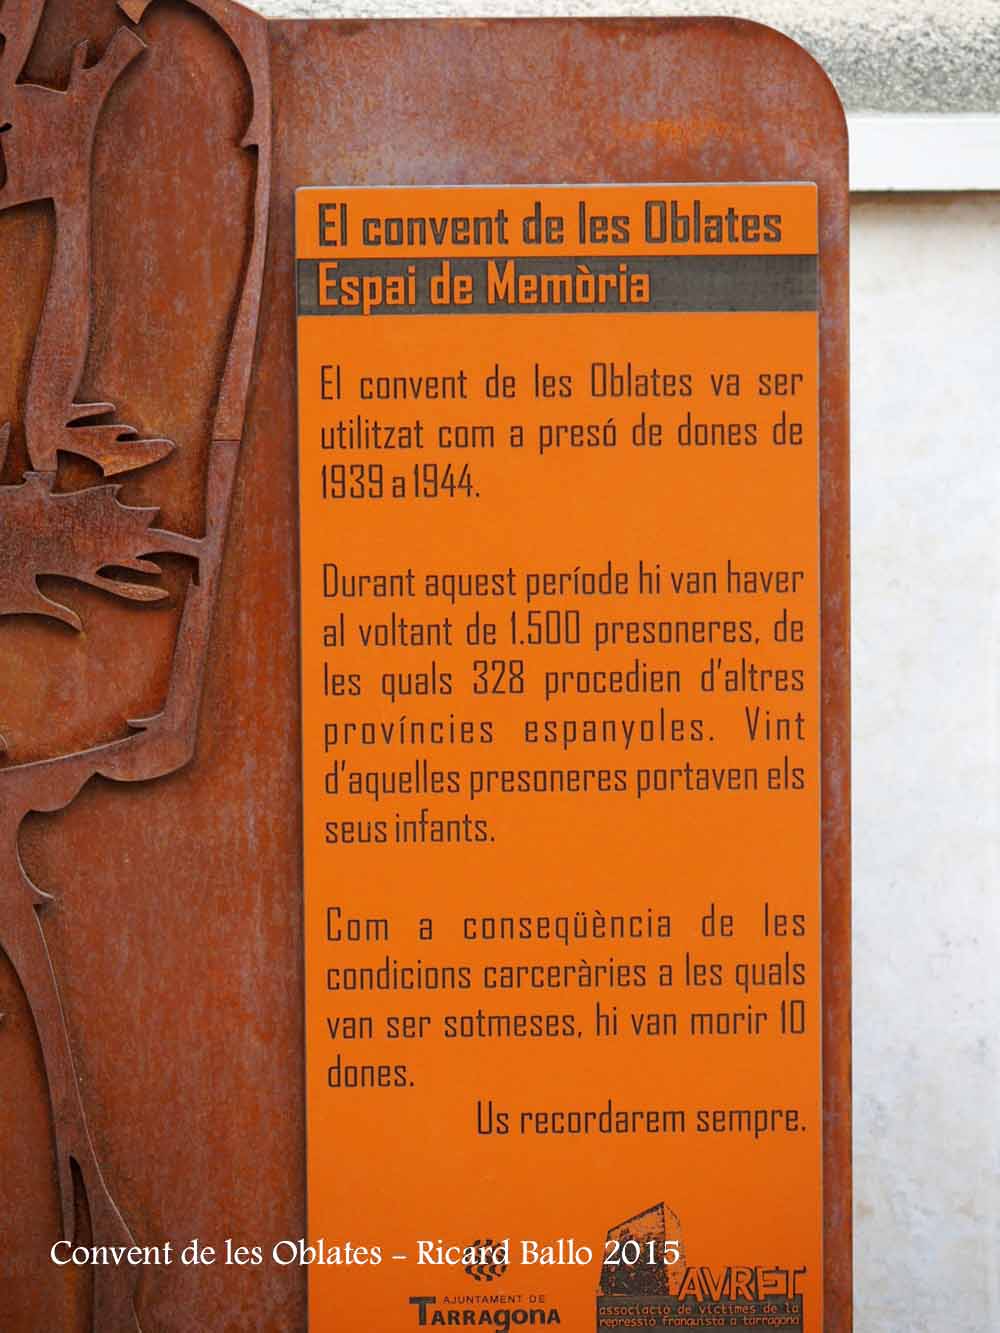 El convent de les Oblates
Espai de Memòria
El convent de les Oblates va ser
utilitzat com a presó de dones de
1939 a 1944.
Durant aquest període hi van haver
al voltant de 1.500 presoneres, de
les quals 328 procedien d'altres
províncies espanyoles. Vint
d'aquelles presoneres portaven els
seus infants.
Com a conseqüència de les
condicions carceràries a les quals
van ser sotmeses, hi van morir 10
dones.
Us recordarem sempre.
Convent de les Oblates - Ricard Ballo 2015
AJUNTAMENT DE
TARRAGONA
AVRET
associació de víctimes de la
repressió franquista a tarragona